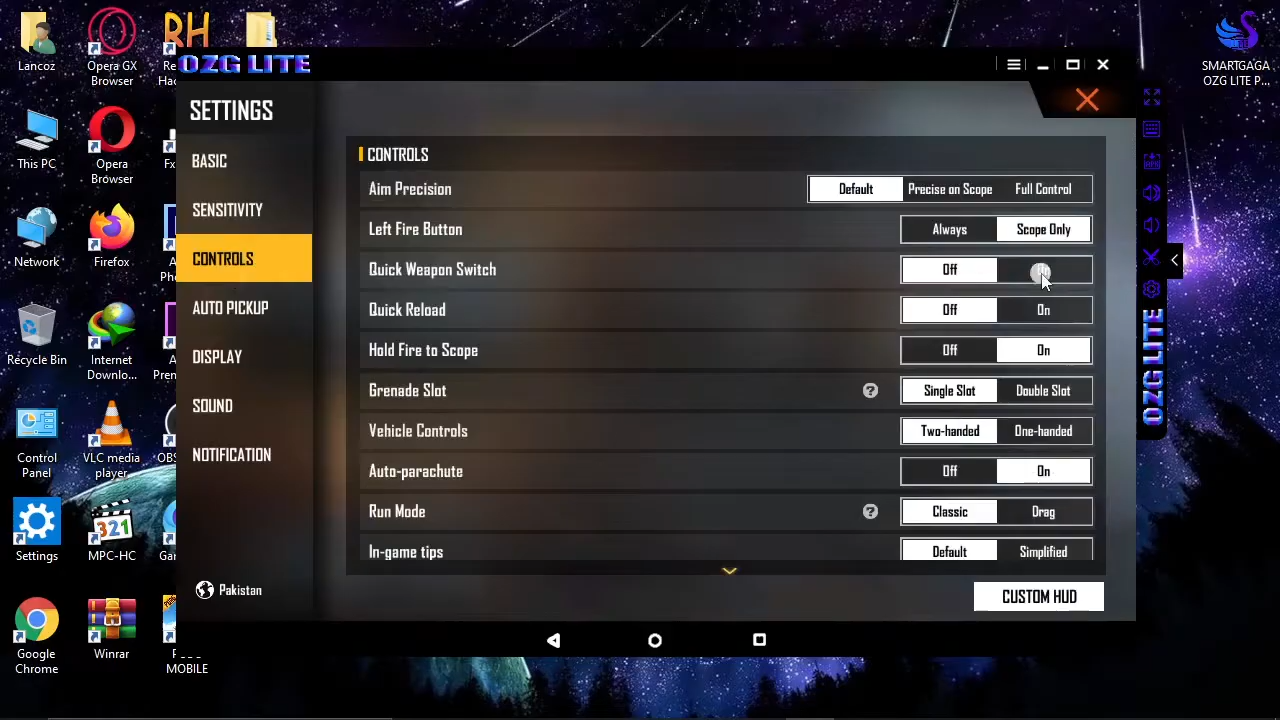 Lancoz
Opera GX
Browser
RH
SMARTGAGA
OZG LITE P...
OZG LITE
SETTINGS
BASIC
SENSITIVITY
CONTROLS
AUTO PICKUP
DISPLAY
SOUND
NOTIFICATION
Pakistan
CONTROLS
Aim Precision
Default Precise on Scope Full Control
Left Fire Button
Always Scope Only
Quick Weapon Switch
Off
Quick Reload
Off On
Hold Fire to Scope
Off On
Grenade Slot
? Single Slot Double Slot
Vehicle Controls
Two-handed One-handed
Auto-parachute
Off On
Run Mode
? Classic Drag
In-game tips
Default Simplified
CUSTOM HUD
OZG LITE
This PC
Opera
Browser
Network
Firefox
Recycle Bin
Internet
Downlo...
Control
Panel
VLC media
player
Settings
321
MPC-HC
Google
Chrome
Winrar
MOBILE